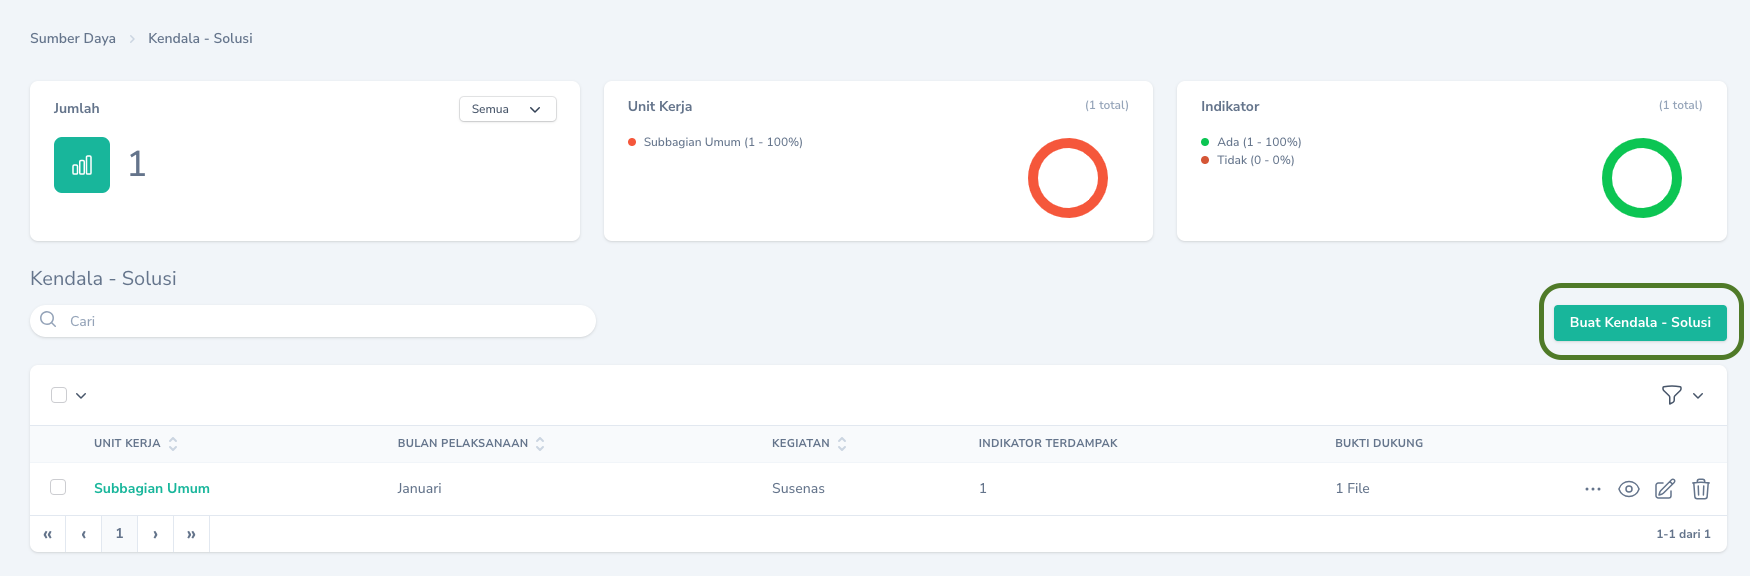 Sumber Daya > Kendala - Solusi
Jumlah
Semua
1
Unit Kerja
(1 total)
Subbagian Umum (1 - 100%)
Indikator
(1 total)
Ada (1 - 100%)
Tidak (0 - 0%)
Kendala - Solusi
Cari
Buat Kendala - Solusi
UNIT KERJA BULAN PELAKSANAAN KEGIATAN INDIKATOR TERDAMPAK BUKTI DUKUNG
Subbagian Umum Januari Susenas 1 1 File
« ‹ 1 › » 1-1 dari 1